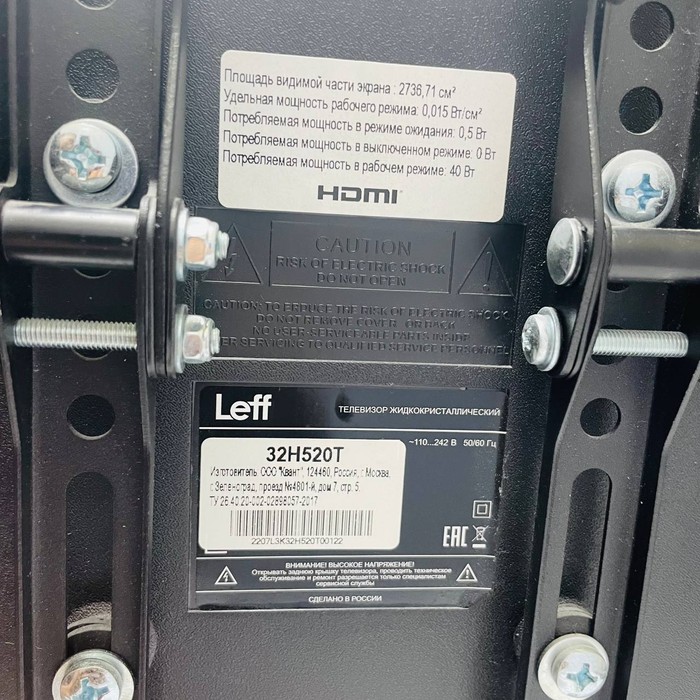 Площадь видимой части экрана : 2736,71 см²
Удельная мощность рабочего режима: 0,015 Вт/см²
Потребляемая мощность в режиме ожидания: 0,5 Вт
Потребляемая мощность в выключенном режиме: 0 Вт
Потребляемая мощность в рабочем режиме: 40 Вт
HDMI
CAUTION
RISK OF ELECTRIC SHOCK
DO NOT OPEN
CAUTION: TO ERDUCE THE RISK OF ELECTRIC SHOCK,
DO NOT REMOVE COVER OR BACK
NO USER-SERVICEABLE PARTS INSIDE
ER SERVICING TO QUALIFIED SERVICE PERSONNEL
Leff
ТЕЛЕВИЗОР ЖИДКОКРИСТАЛЛИЧЕСКИЙ
~110...242 В 50/60 Гц
32H520T
Изготовитель: ООО "Квант", 124460, Россия, г.Москва,
г.Зеленоград, проезд №4801-й, дом 7, стр. 5.
ТУ 26.40.20-002-02898057-2017
2207L3K32H520T00122
EAC
ВНИМАНИЕ! ВЫСОКОЕ НАПРЯЖЕНИЕ!
Открывать заднюю крышку телевизора, проводить техническое
обслуживание и ремонт разрешается только специалистам
сервисной службы
СДЕЛАНО В РОССИИ